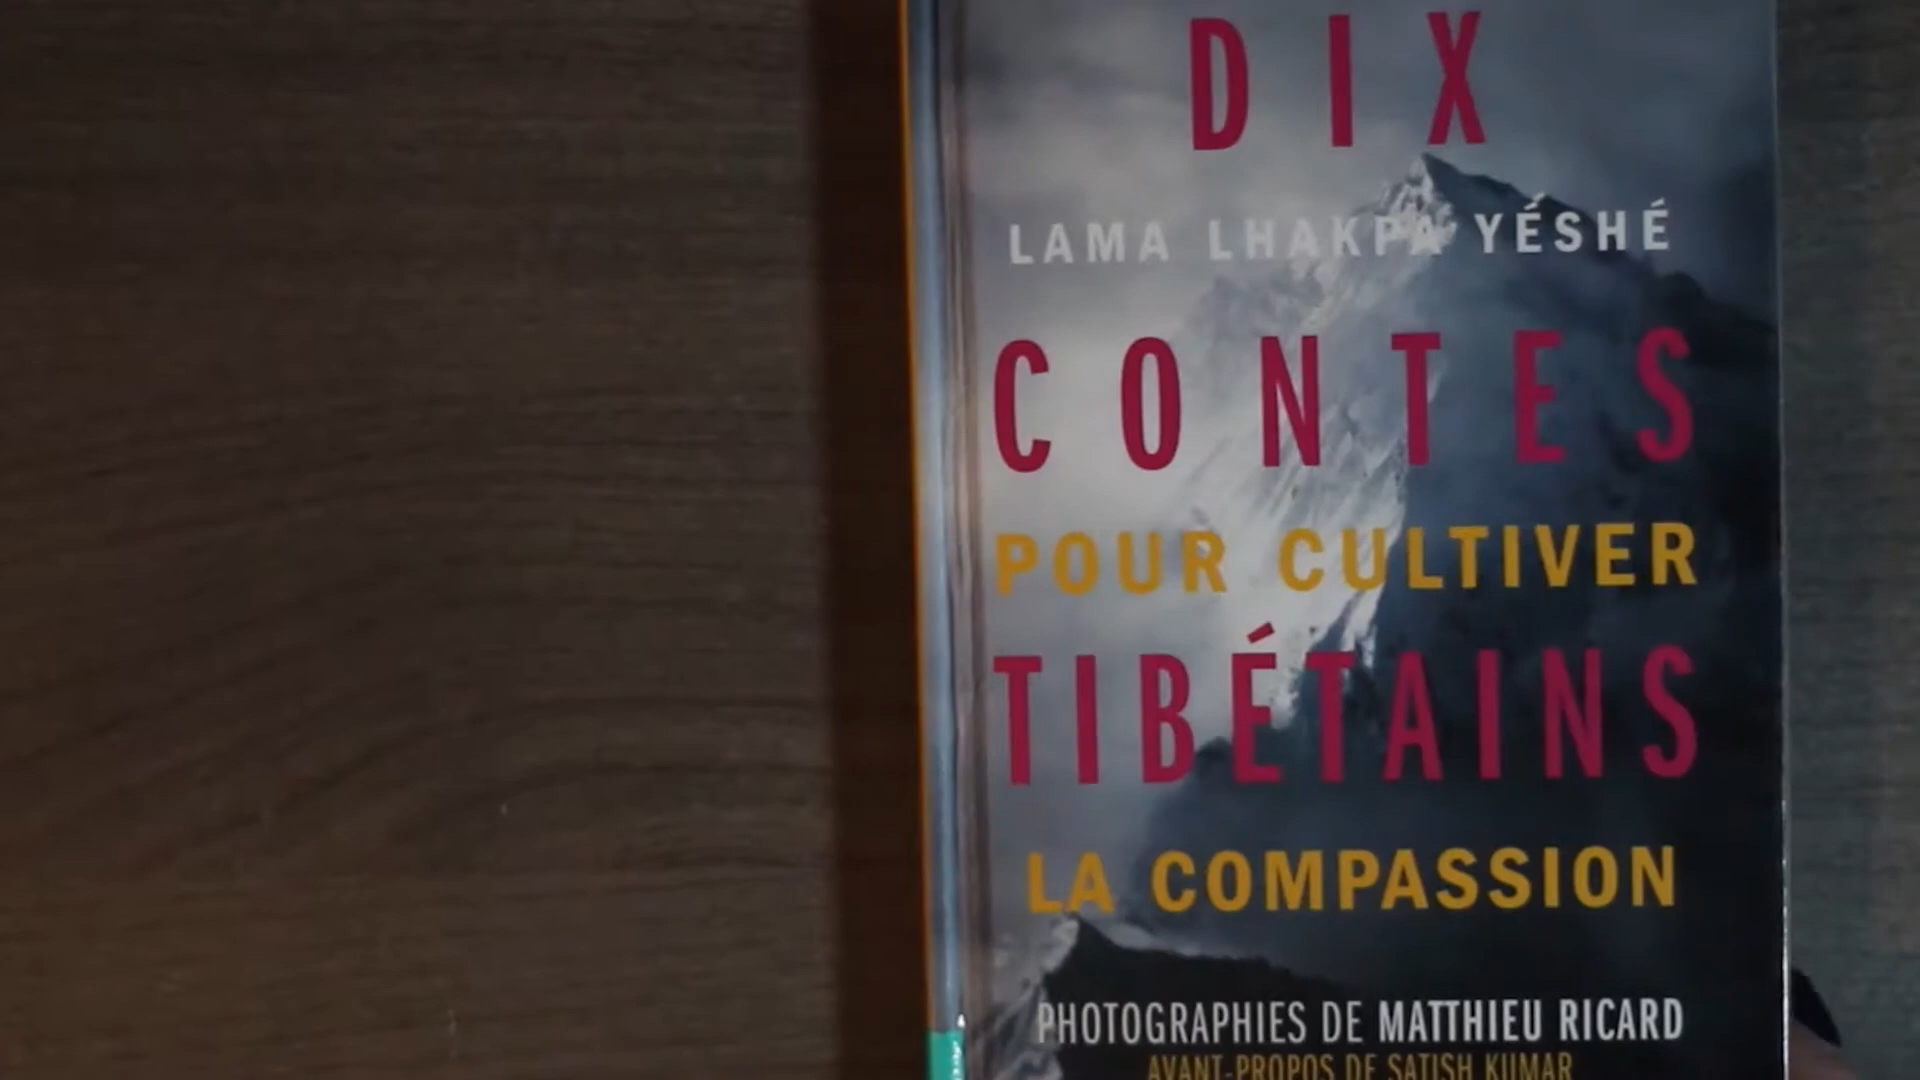 DIX
LAMA LHAKPA YÉSHÉ
CONTES
POUR CULTIVER
TIBÉTAINS
LA COMPASSION
PHOTOGRAPHIES DE MATTHIEU RICARD
AVANT-PROPOS DE SATISH KUMAR